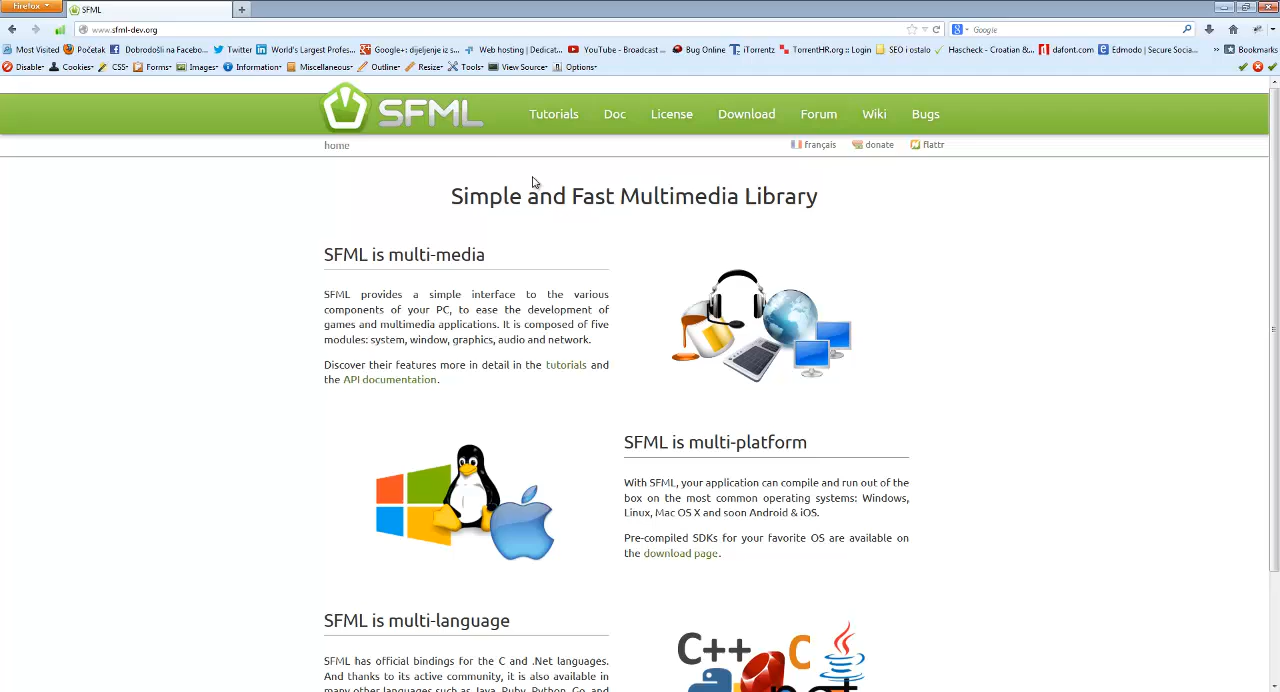 Firefox
SFML
www.sfml-dev.org
Google
Most Visited Početak Dobrodošli na Facebo... Twitter World's Largest Profes... Google+: dijeljenje iz s... Web hosting | Dedicat... YouTube - Broadcast ... Bug Online iTorrentz TorrentHR.org :: Login SEO i ostalo Hascheck - Croatian &... dafont.com Edmodo | Secure Socia... Bookmarks
Disable Cookies CSS Forms Images Information Miscellaneous Outline Resize Tools View Source Options
SFML Tutorials Doc License Download Forum Wiki Bugs
home français donate flattr
Simple and Fast Multimedia Library
SFML is multi-media
SFML provides a simple interface to the various
components of your PC, to ease the development of
games and multimedia applications. It is composed of five
modules: system, window, graphics, audio and network.
Discover their features more in detail in the tutorials and
the API documentation.
SFML is multi-platform
With SFML, your application can compile and run out of the
box on the most common operating systems: Windows,
Linux, Mac OS X and soon Android & iOS.
Pre-compiled SDKs for your favorite OS are available on
the download page.
SFML is multi-language
SFML has official bindings for the C and .Net languages.
And thanks to its active community, it is also available in
many other languages such as Java, Ruby, Python, Go, and
C++ C
.net